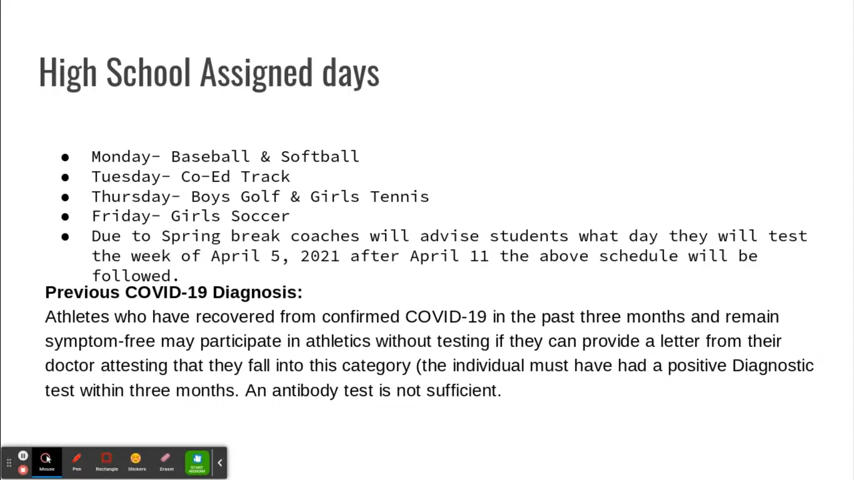 High School Assigned days
● Monday- Baseball & Softball
● Tuesday- Co-Ed Track
● Thursday- Boys Golf & Girls Tennis
● Friday- Girls Soccer
● Due to Spring break coaches will advise students what day they will test
the week of April 5, 2021 after April 11 the above schedule will be
followed.
Previous COVID-19 Diagnosis:
Athletes who have recovered from confirmed COVID-19 in the past three months and remain
symptom-free may participate in athletics without testing if they can provide a letter from their
doctor attesting that they fall into this category (the individual must have had a positive Diagnostic
test within three months. An antibody test is not sufficient.
Mouse Pen Rectangle Stickers Eraser